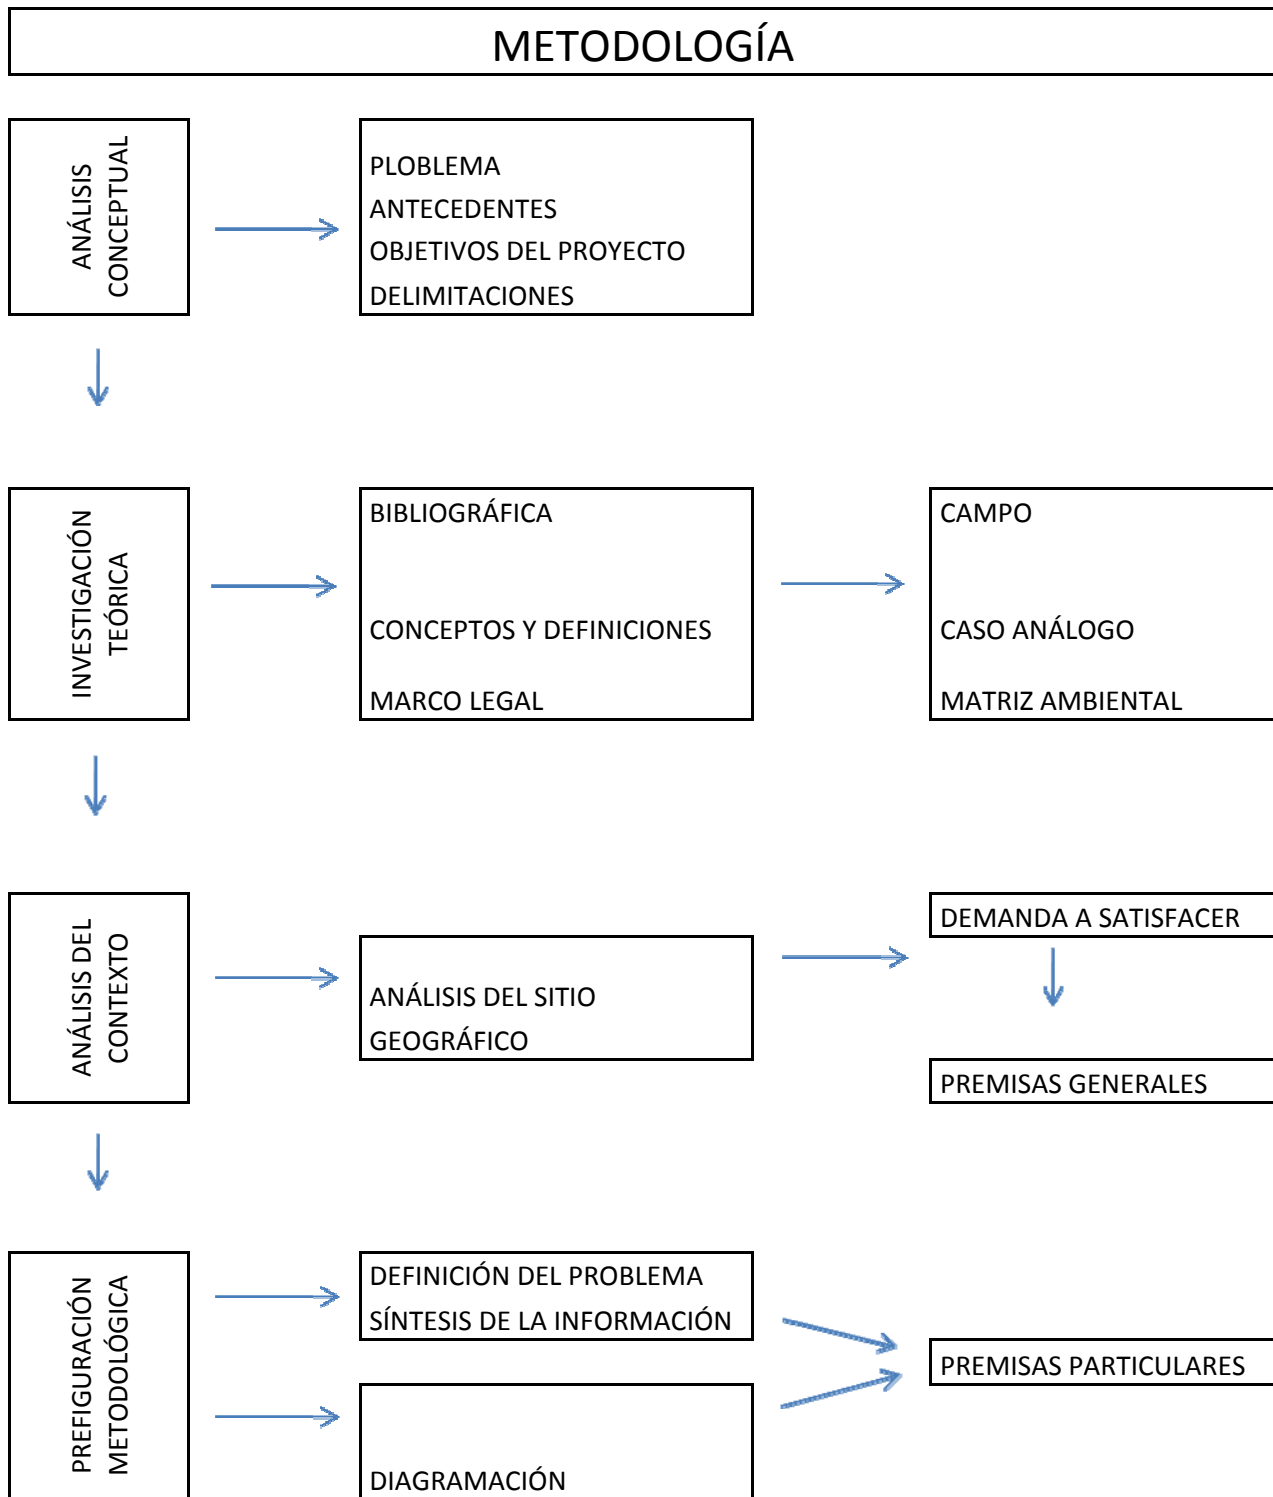 METODOLOGÍA
ANÁLISIS
CONCEPTUAL
PLOBLEMA
ANTECEDENTES
OBJETIVOS DEL PROYECTO
DELIMITACIONES
INVESTIGACIÓN
TEÓRICA
BIBLIOGRÁFICA
CONCEPTOS Y DEFINICIONES
MARCO LEGAL
CAMPO
CASO ANÁLOGO
MATRIZ AMBIENTAL
ANÁLISIS DEL
CONTEXTO
ANÁLISIS DEL SITIO
GEOGRÁFICO
DEMANDA A SATISFACER
PREMISAS GENERALES
PREFIGURACIÓN
METODOLÓGICA
DEFINICIÓN DEL PROBLEMA
SÍNTESIS DE LA INFORMACIÓN
DIAGRAMACIÓN
PREMISAS PARTICULARES